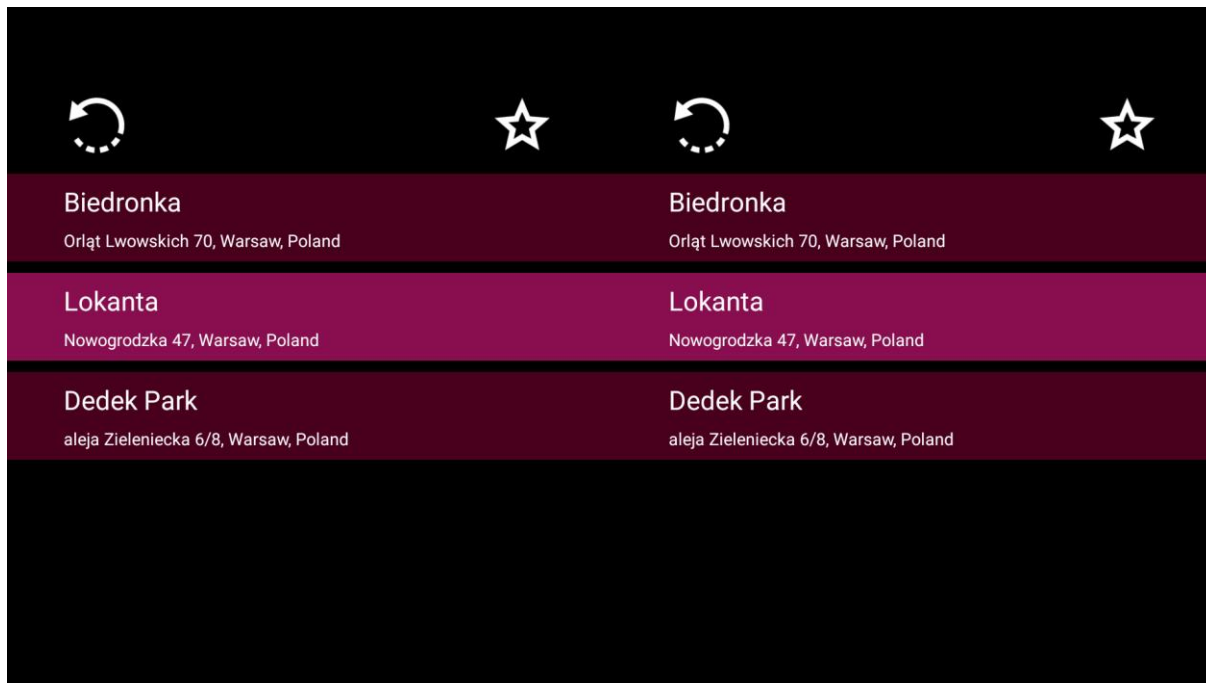 Biedronka
Orląt Lwowskich 70, Warsaw, Poland
Lokanta
Nowogrodzka 47, Warsaw, Poland
Dedek Park
aleja Zieleniecka 6/8, Warsaw, Poland
Biedronka
Orląt Lwowskich 70, Warsaw, Poland
Lokanta
Nowogrodzka 47, Warsaw, Poland
Dedek Park
aleja Zieleniecka 6/8, Warsaw, Poland